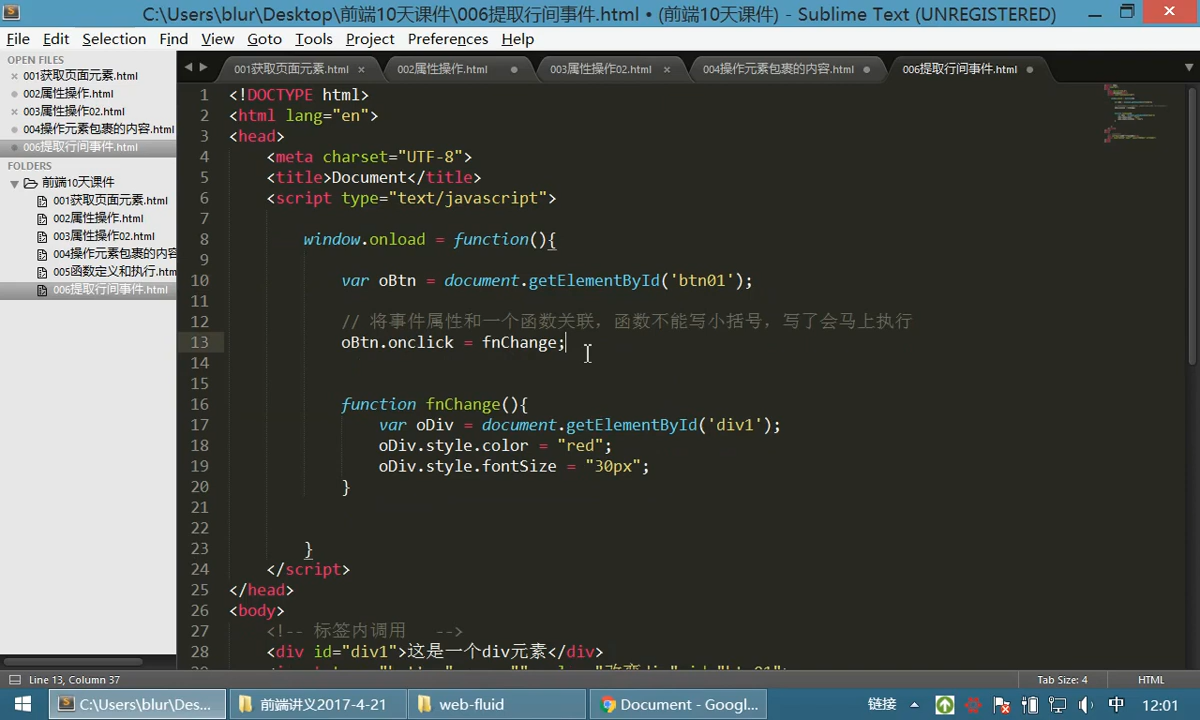 C:\Users\blur\Desktop\前端10天课件\006提取行间事件.html • (前端10天课件) - Sublime Text (UNREGISTERED)
File Edit Selection Find View Goto Tools Project Preferences Help
OPEN FILES
001获取页面元素.html
002属性操作.html
003属性操作02.html
004操作元素包裹的内容.html
006提取行间事件.html
FOLDERS
前端10天课件
001获取页面元素.html
002属性操作.html
003属性操作02.html
004操作元素包裹的内容
005函数定义和执行.htm
006提取行间事件.html
001获取页面元素.html 002属性操作.html 003属性操作02.html 004操作元素包裹的内容.html 006提取行间事件.html
1 <!DOCTYPE html>
2 <html lang="en">
3 <head>
4 <meta charset="UTF-8">
5 <title>Document</title>
6 <script type="text/javascript">
7
8 window.onload = function(){
9
10 var oBtn = document.getElementById('btn01');
11
12 // 将事件属性和一个函数关联，函数不能写小括号，写了会马上执行
13 oBtn.onclick = fnChange;
14
15
16 function fnChange(){
17 var oDiv = document.getElementById('div1');
18 oDiv.style.color = "red";
19 oDiv.style.fontSize = "30px";
20 }
21
22
23 }
24 </script>
25 </head>
26 <body>
27 <!-- 标签内调用 -->
28 <div id="div1">这是一个div元素</div>
Line 13, Column 37 Tab Size: 4 HTML
C:\Users\blur\Des... 前端讲义2017-4-21 web-fluid Document - Googl... 链接 中 12:01